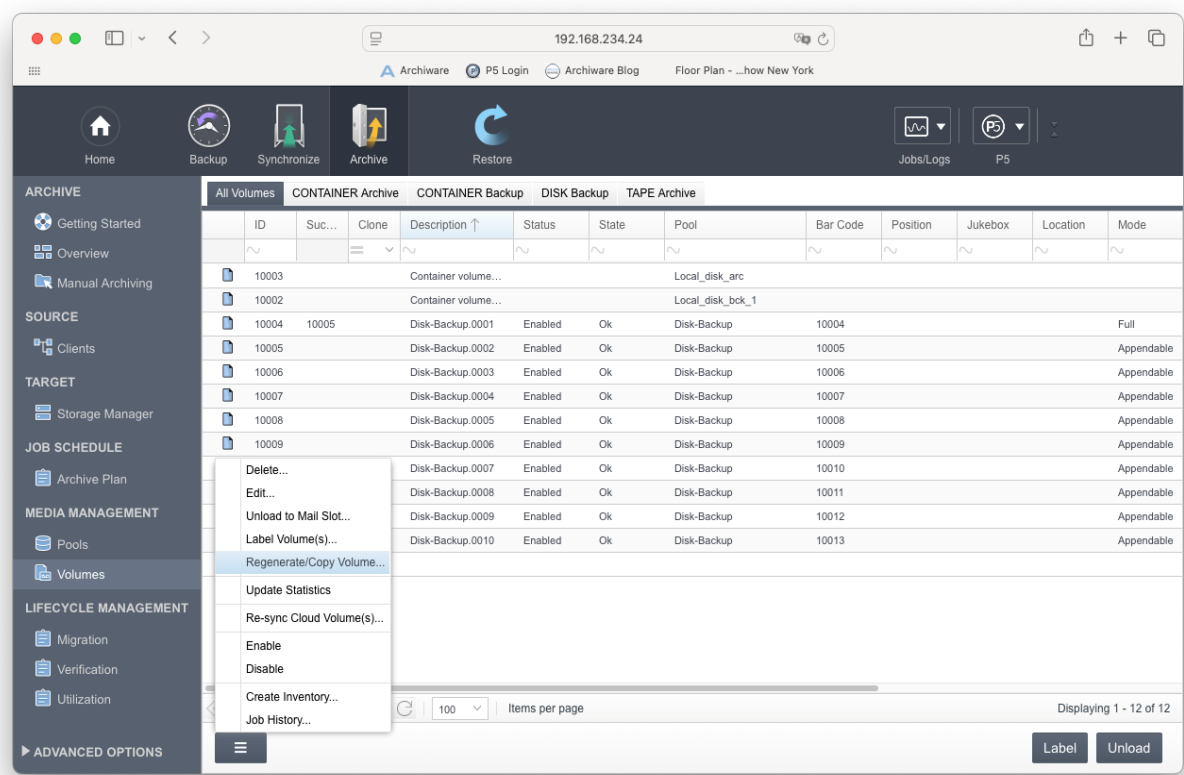 192.168.234.24
Archiware
P5 Login
Archiware Blog
Floor Plan - ...how New York
Home
Backup
Synchronize
Archive
Restore
Jobs/Logs
P5
ARCHIVE
Getting Started
Overview
Manual Archiving
SOURCE
Clients
TARGET
Storage Manager
JOB SCHEDULE
Archive Plan
MEDIA MANAGEMENT
Pools
Volumes
LIFECYCLE MANAGEMENT
Migration
Verification
Utilization
ADVANCED OPTIONS
All Volumes CONTAINER Archive CONTAINER Backup DISK Backup TAPE Archive
ID Suc... Clone Description ↑ Status State Pool Bar Code Position Jukebox Location Mode
10003 Container volume... Local_disk_arc
10002 Container volume... Local_disk_bck_1
10004 10005 Disk-Backup.0001 Enabled Ok Disk-Backup 10004 Full
10005 Disk-Backup.0002 Enabled Ok Disk-Backup 10005 Appendable
10006 Disk-Backup.0003 Enabled Ok Disk-Backup 10006 Appendable
10007 Disk-Backup.0004 Enabled Ok Disk-Backup 10007 Appendable
10008 Disk-Backup.0005 Enabled Ok Disk-Backup 10008 Appendable
10009 Disk-Backup.0006 Enabled Ok Disk-Backup 10009 Appendable
Disk-Backup.0007 Enabled Ok Disk-Backup 10010 Appendable
Disk-Backup.0008 Enabled Ok Disk-Backup 10011 Appendable
Disk-Backup.0009 Enabled Ok Disk-Backup 10012 Appendable
Disk-Backup.0010 Enabled Ok Disk-Backup 10013 Appendable
Delete...
Edit...
Unload to Mail Slot...
Label Volume(s)...
Regenerate/Copy Volume...
Update Statistics
Re-sync Cloud Volume(s)...
Enable
Disable
Create Inventory...
Job History...
100 Items per page Displaying 1 - 12 of 12
Label Unload